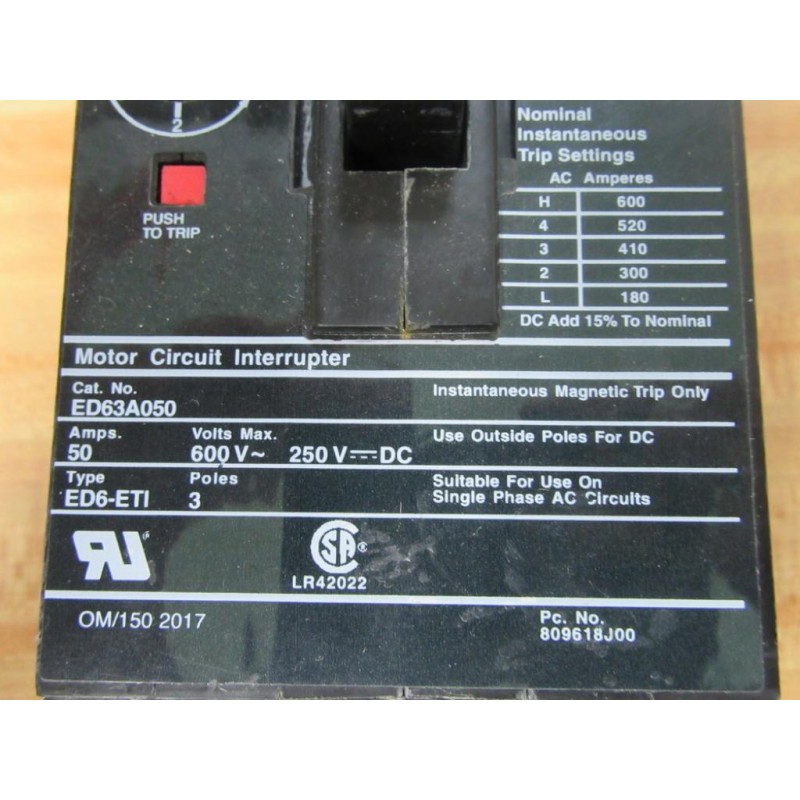 2
PUSH
TO TRIP
Nominal
Instantaneous
Trip Settings
AC Amperes
H 600
4 520
3 410
2 300
L 180
DC Add 15% To Nominal
Motor Circuit Interrupter
Cat. No.
ED63A050
Instantaneous Magnetic Trip Only
Amps. Volts Max.
50 600 V~ 250 V⎓DC
Use Outside Poles For DC
Type Poles
ED6-ETI 3
Suitable For Use On
Single Phase AC Circuits
RU ®
SA ®
LR42022
OM/150 2017
Pc. No.
809618J00